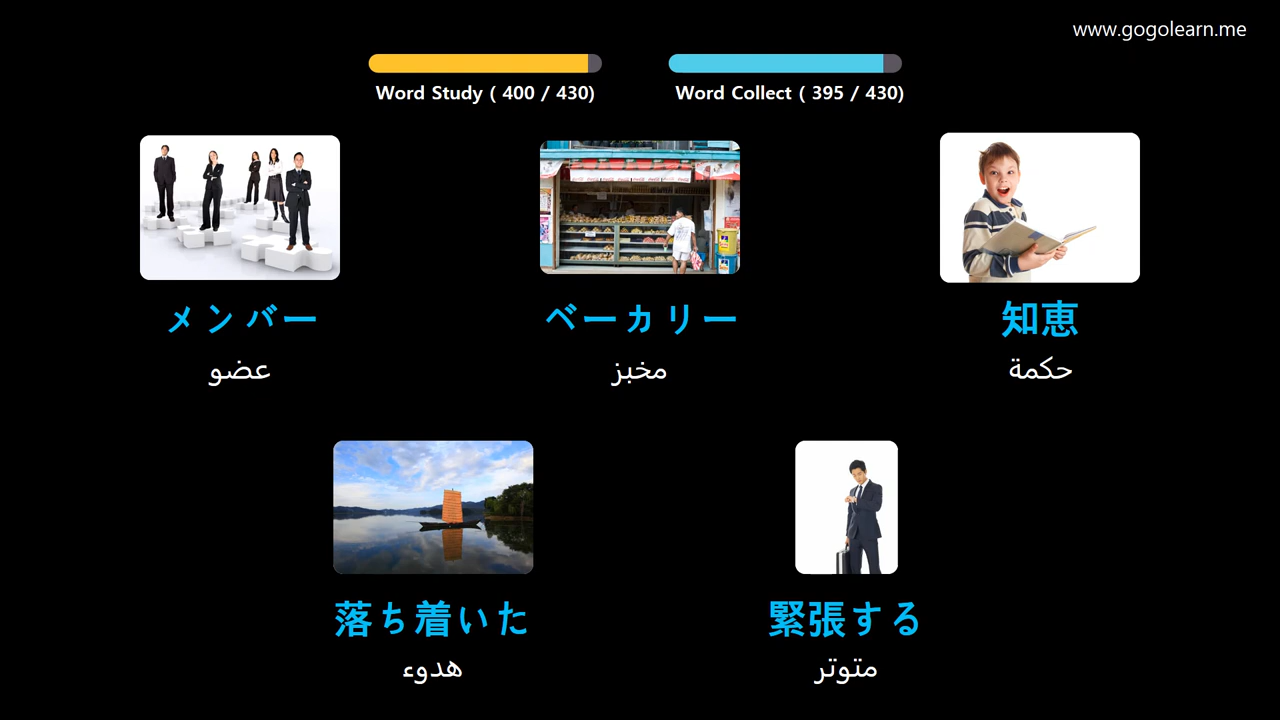 www.gogolearn.me
Word Study ( 400 / 430)
Word Collect ( 395 / 430)
メンバー
عضو
ベーカリー
مخبز
知恵
حكمة
落ち着いた
هدوء
緊張する
متوتر